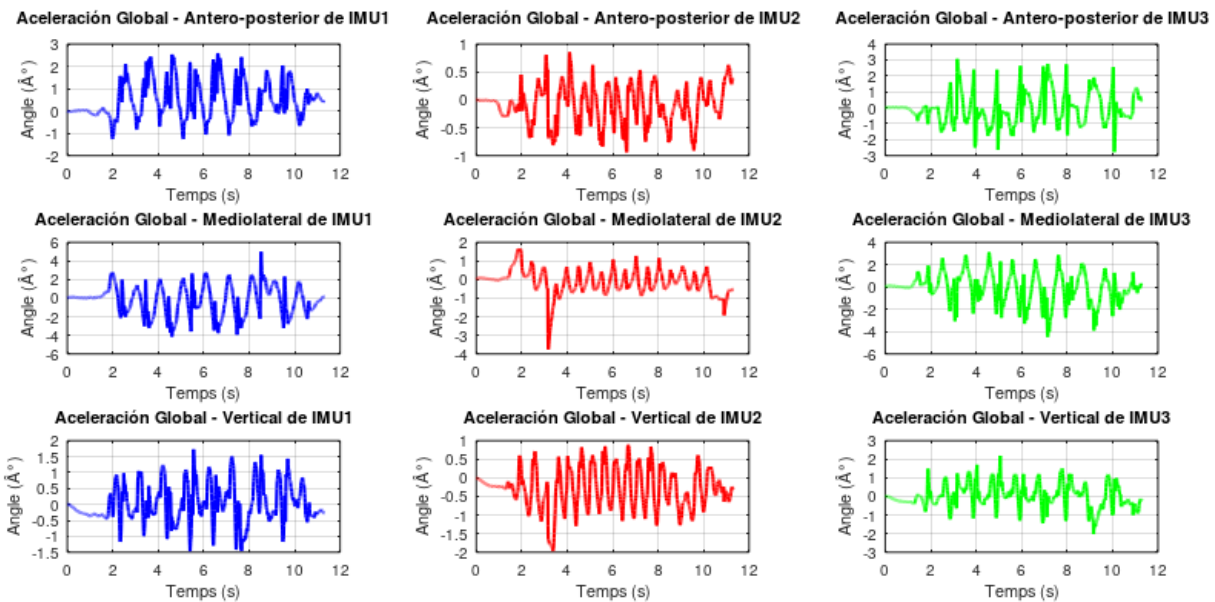 Aceleración Global - Antero-posterior de IMU1
Aceleración Global - Antero-posterior de IMU2
Aceleración Global - Antero-posterior de IMU3
3
2
1
0
-1
-2
Angle (Â°)
0 2 4 6 8 10 12
Temps (s)
1
0.5
0
-0.5
-1
Angle (Â°)
0 2 4 6 8 10 12
Temps (s)
4
3
2
1
0
-1
-2
-3
Angle (Â°)
0 2 4 6 8 10 12
Temps (s)
Aceleración Global - Mediolateral de IMU1
Aceleración Global - Mediolateral de IMU2
Aceleración Global - Mediolateral de IMU3
6
4
2
0
-2
-4
-6
Angle (Â°)
0 2 4 6 8 10 12
Temps (s)
2
1
0
-1
-2
-3
-4
Angle (Â°)
0 2 4 6 8 10 12
Temps (s)
4
2
0
-2
-4
-6
Angle (Â°)
0 2 4 6 8 10 12
Temps (s)
Aceleración Global - Vertical de IMU1
Aceleración Global - Vertical de IMU2
Aceleración Global - Vertical de IMU3
2
1.5
1
0.5
0
-0.5
-1
-1.5
Angle (Â°)
0 2 4 6 8 10 12
Temps (s)
1
0.5
0
-0.5
-1
-1.5
-2
Angle (Â°)
0 2 4 6 8 10 12
Temps (s)
3
2
1
0
-1
-2
-3
Angle (Â°)
0 2 4 6 8 10 12
Temps (s)